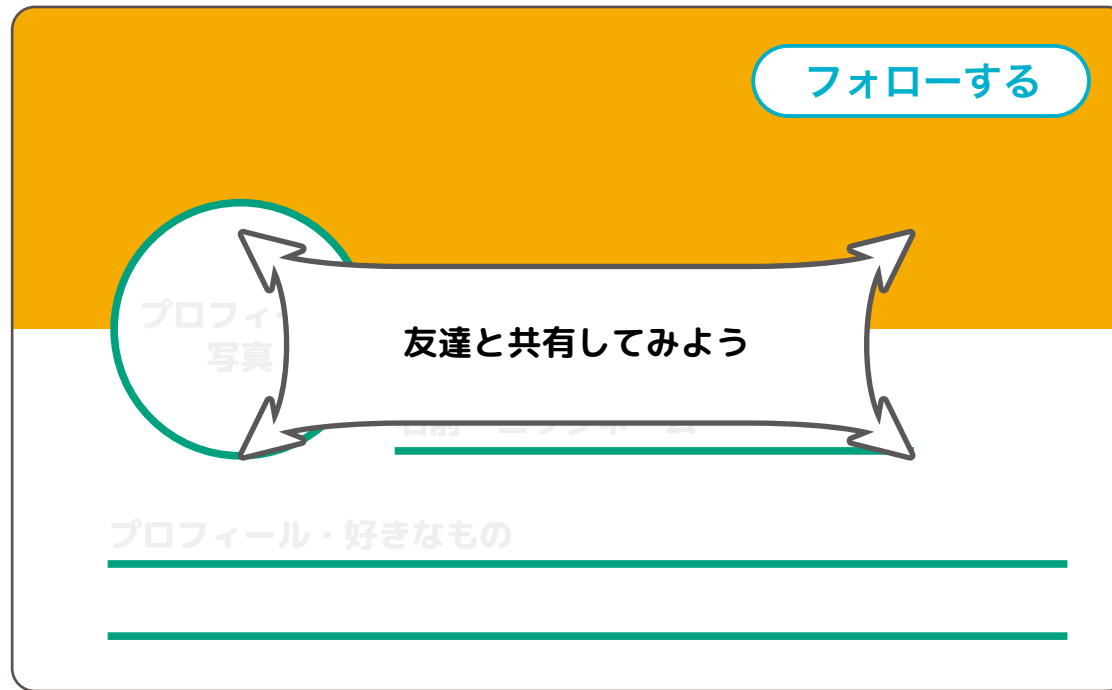 フォローする
プロフィ
写真
友達と共有してみよう
プロフィール・好きなもの